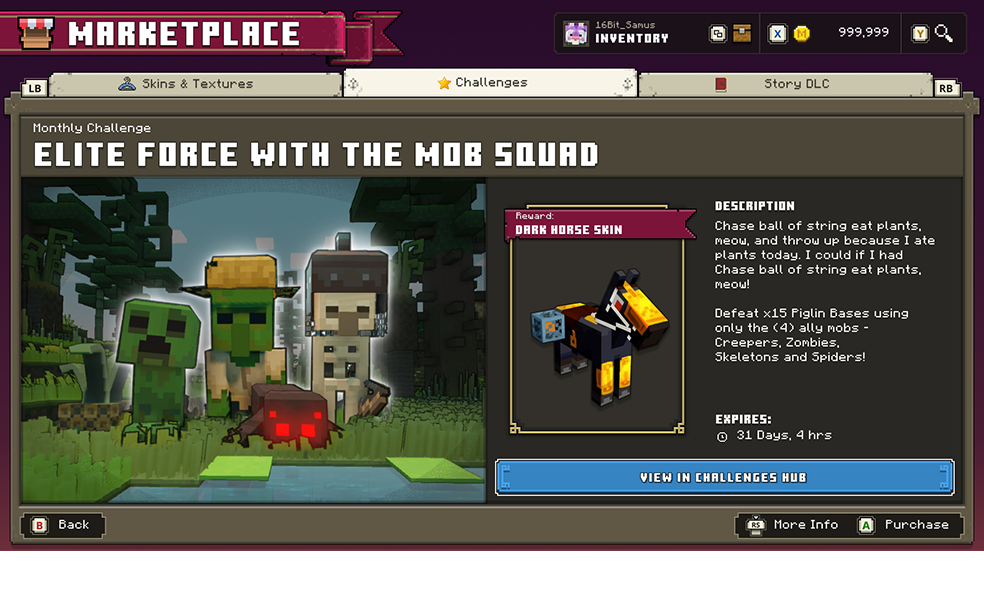 MARKETPLACE
16Bit_Samus
INVENTORY
X
M
999,999
Y
LB
Skins & Textures
Challenges
Story DLC
RB
Monthly Challenge
ELITE FORCE WITH THE MOB SQUAD
Reward:
DARK HORSE SKIN
DESCRIPTION
Chase ball of string eat plants,
meow, and throw up because I ate
plants today. I could if I had
Chase ball of string eat plants,
meow!
Defeat x15 Piglin Bases using
only the (4) ally mobs -
Creepers, Zombies,
Skeletons and Spiders!
EXPIRES:
31 Days, 4 hrs
VIEW IN CHALLENGES HUB
B Back
RS More Info
A Purchase